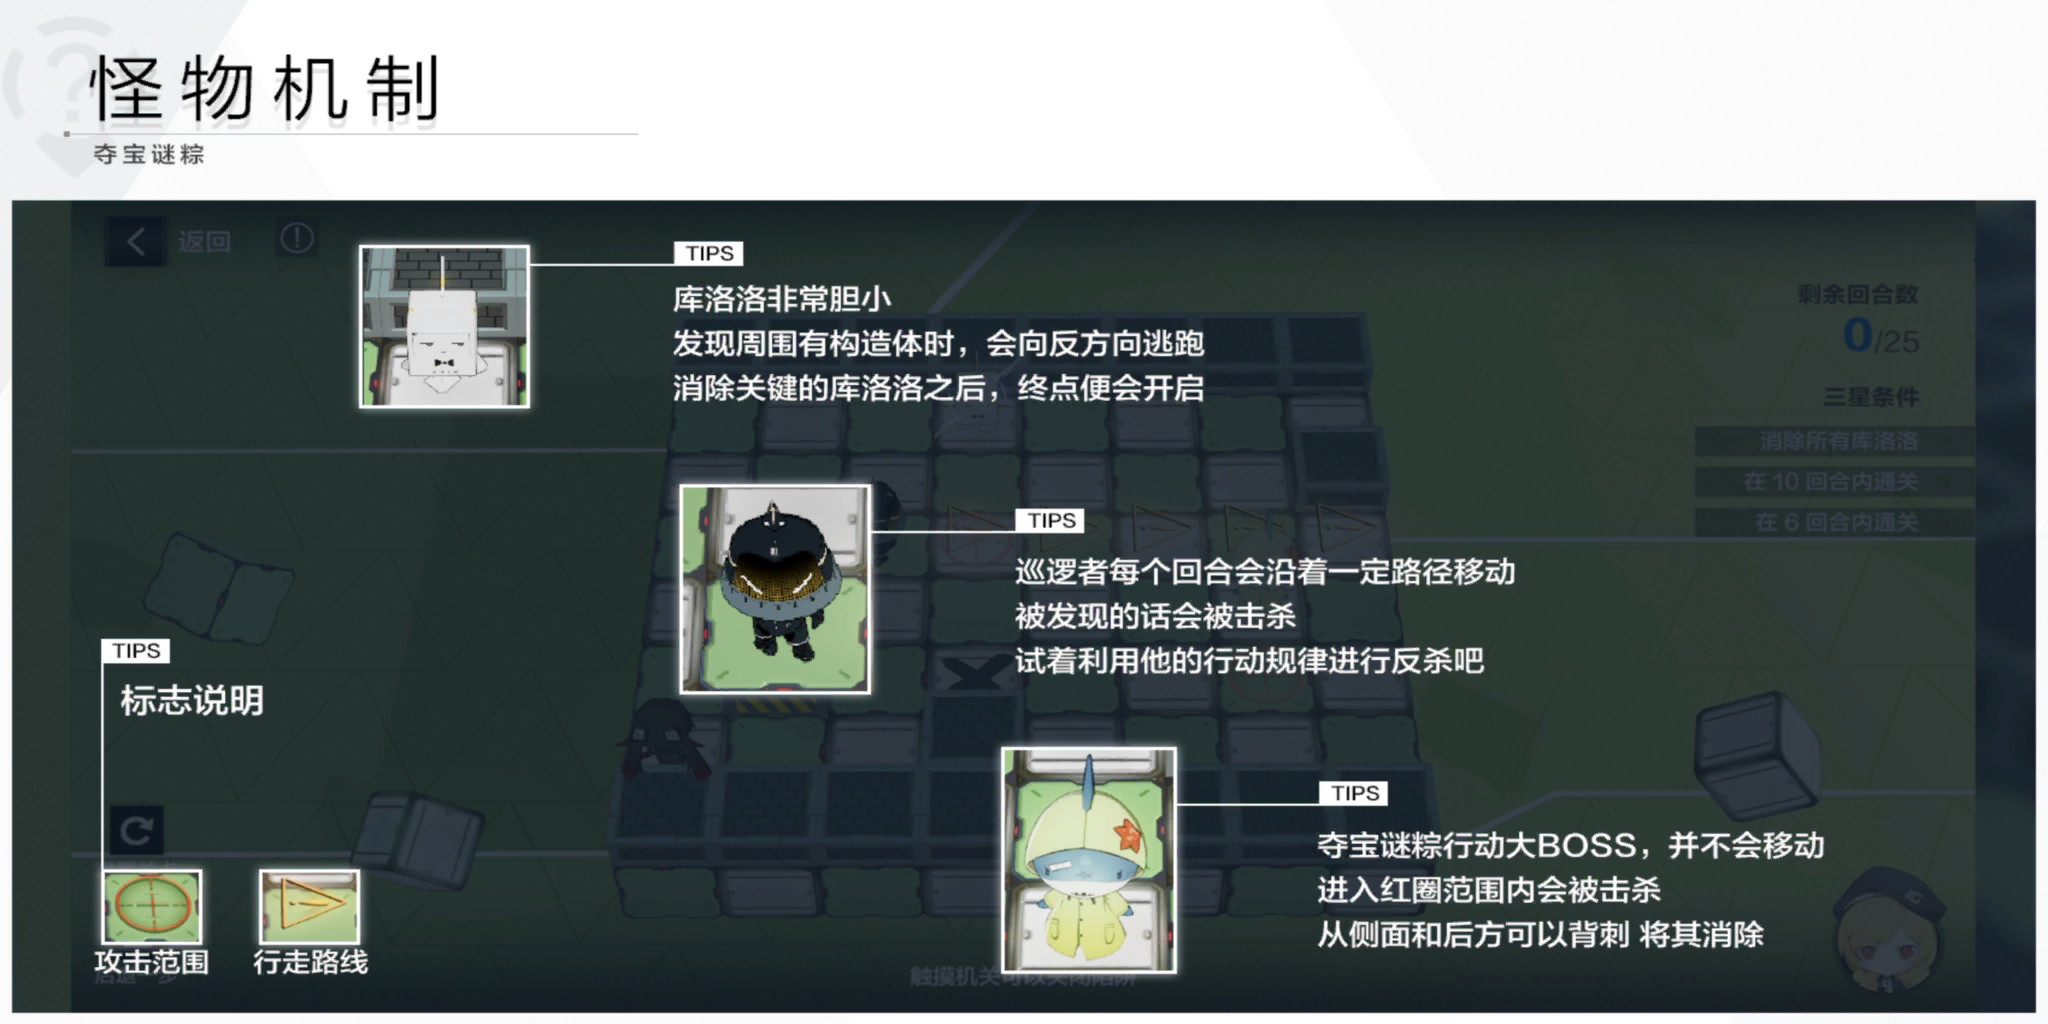 怪物机制
夺宝谜粽
返回
TIPS
库洛洛非常胆小
发现周围有构造体时，会向反方向逃跑
消除关键的库洛洛之后，终点便会开启
剩余回合数
0/25
三星条件
消除所有库洛洛
在 10 回合内通关
在 6 回合内通关
TIPS
巡逻者每个回合会沿着一定路径移动
被发现的话会被击杀
试着利用他的行动规律进行反杀吧
TIPS
标志说明
攻击范围
行走路线
TIPS
夺宝谜粽行动大BOSS，并不会移动
进入红圈范围内会被击杀
从侧面和后方可以背刺 将其消除
触摸机关可以关闭陷阱